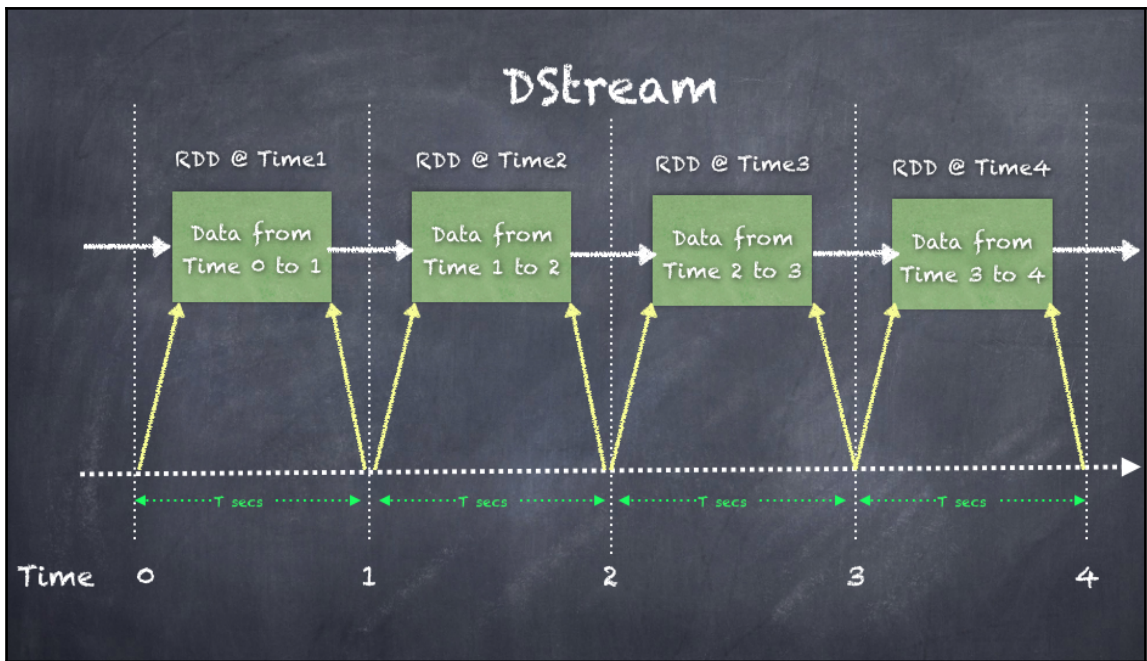 DStream
RDD @ Time1
RDD @ Time2
RDD @ Time3
RDD @ Time4
Data from
Time 0 to 1
Data from
Time 1 to 2
Data from
Time 2 to 3
Data from
Time 3 to 4
T secs
T secs
T secs
T secs
Time 0 1 2 3 4